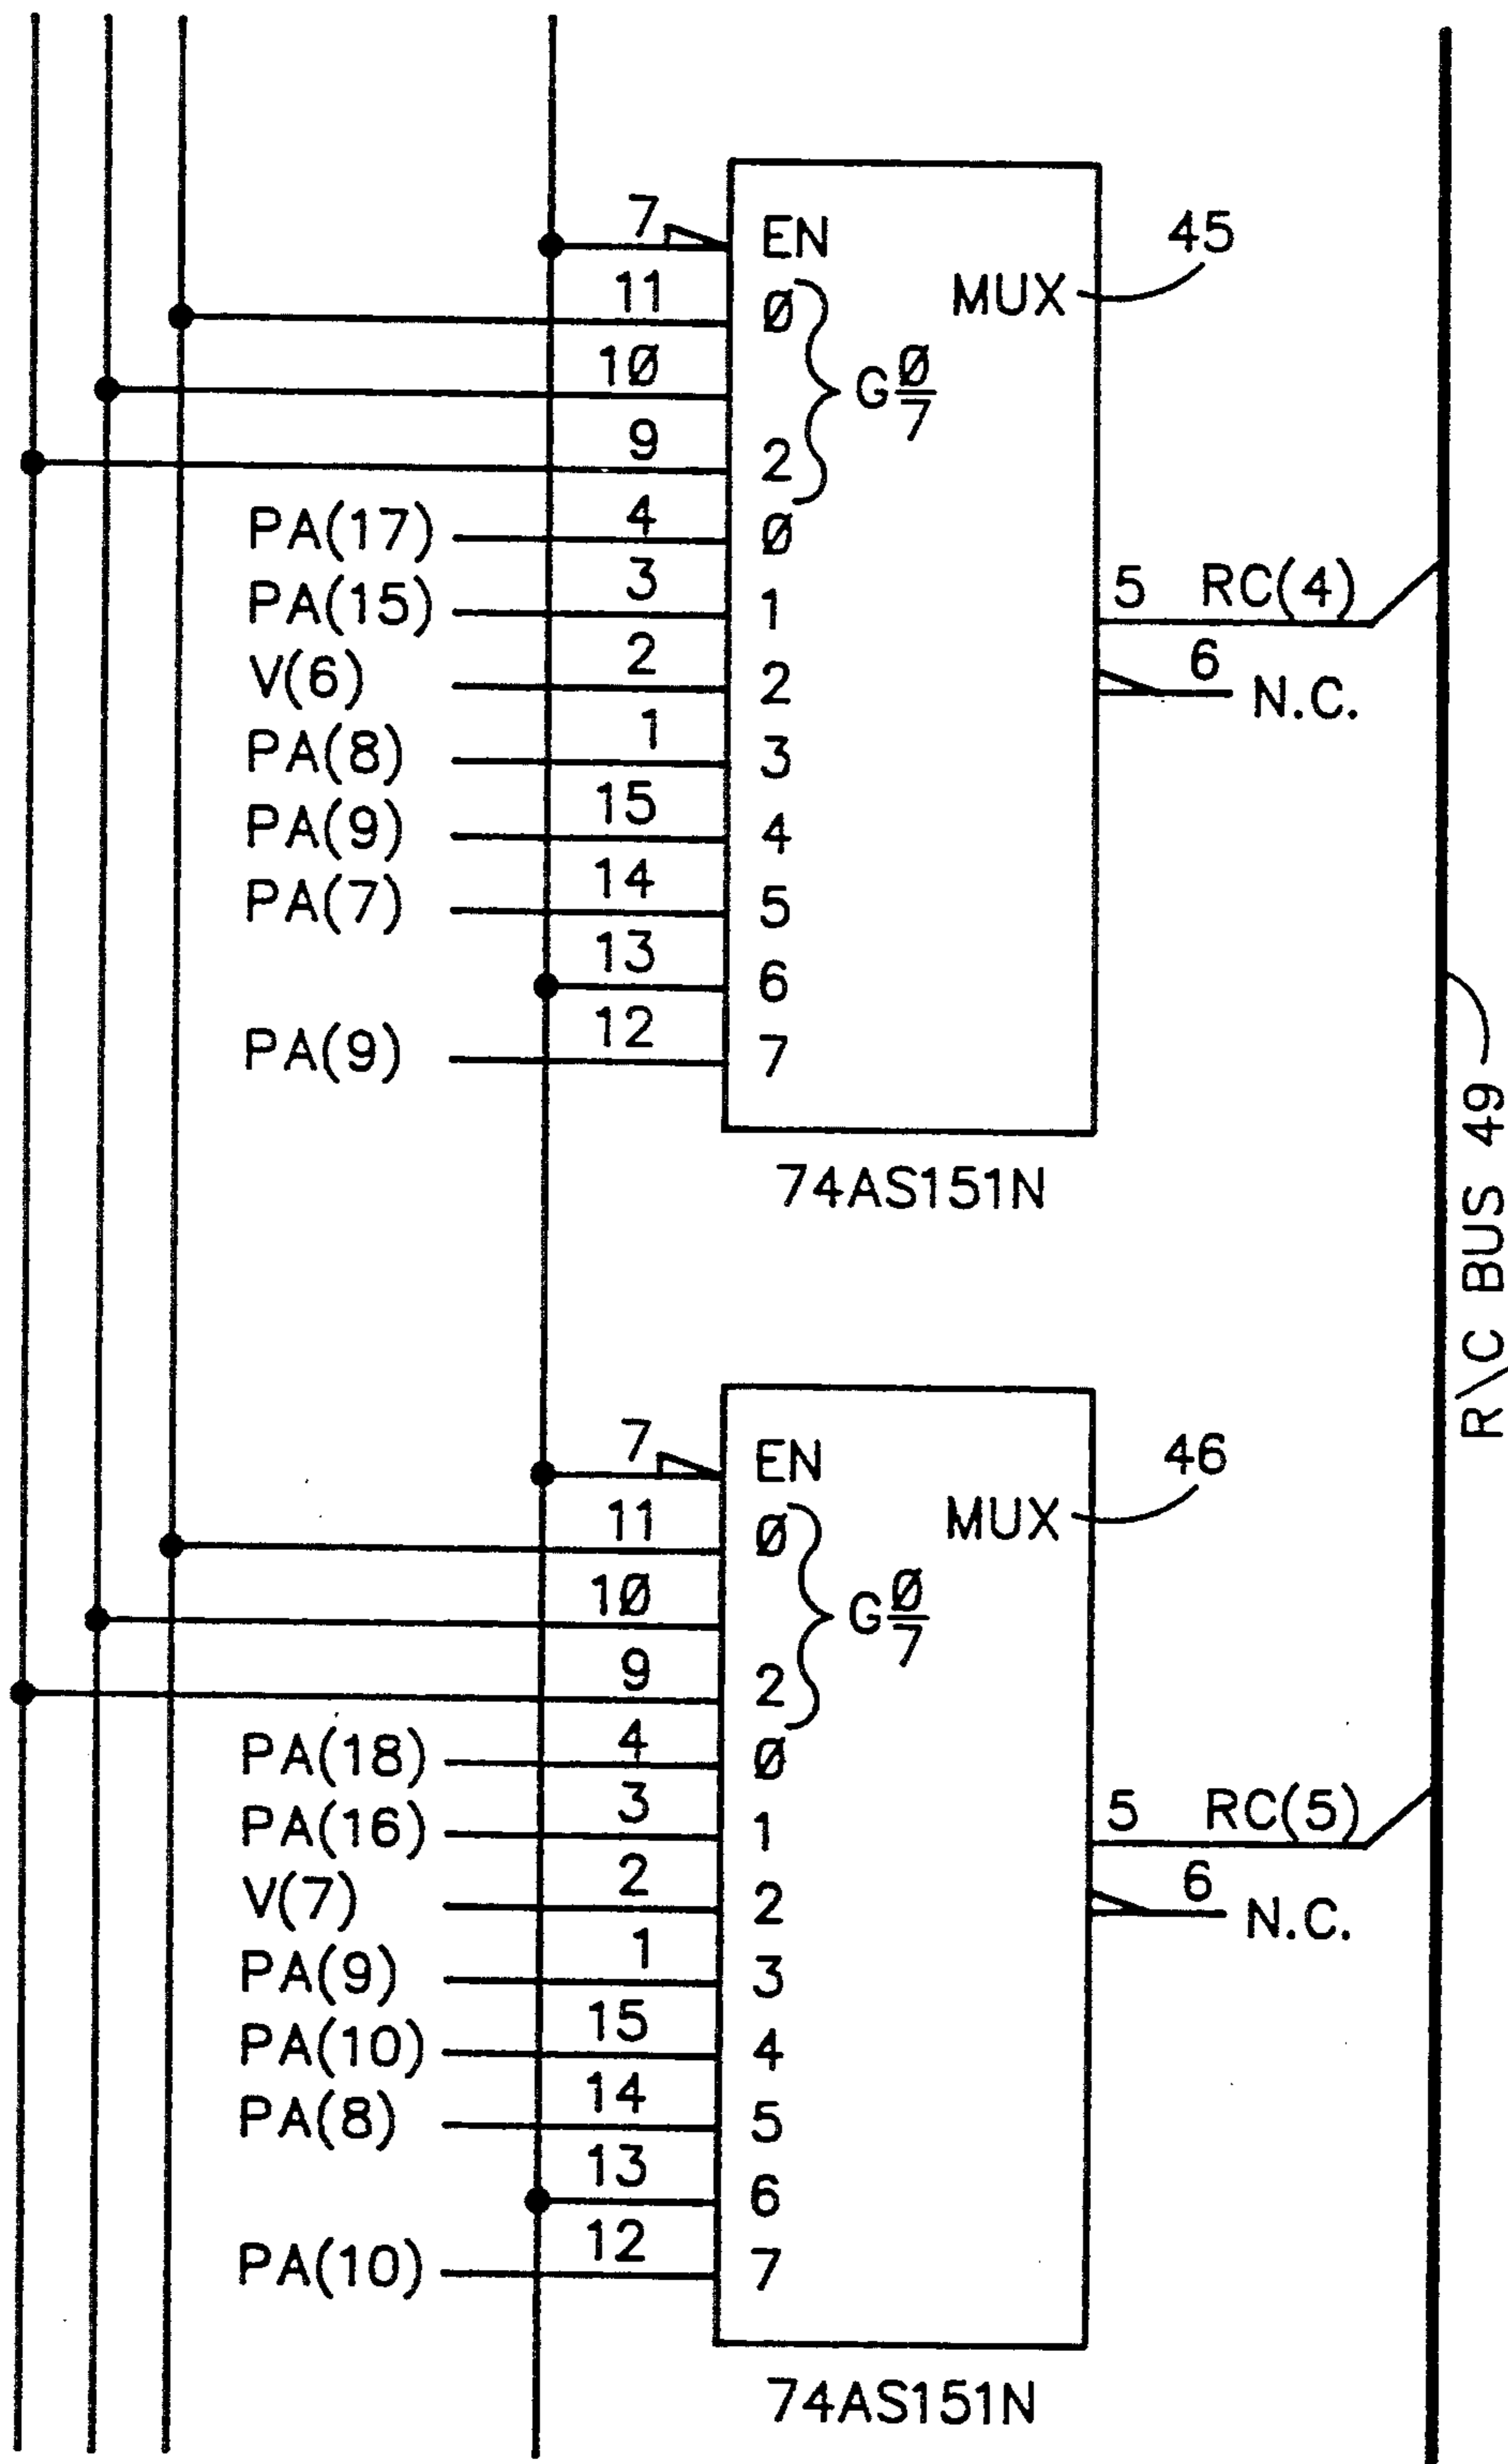 7 EN
MUX 45
11 Ø
10 G Ø/7
9 2
PA(17) 4 Ø
PA(15) 3 1
5 RC(4)
V(6) 2 2
6 N.C.
PA(8) 1 3
PA(9) 15 4
PA(7) 14 5
13 6
PA(9) 12 7
74AS151N
R\C BUS 49
7 EN
MUX 46
11 Ø
1Ø G Ø/7
9 2
PA(18) 4 Ø
PA(16) 3 1
5 RC(5)
V(7) 2 2
6 N.C.
PA(9) 1 3
PA(10) 15 4
PA(8) 14 5
13 6
PA(10) 12 7
74AS151N